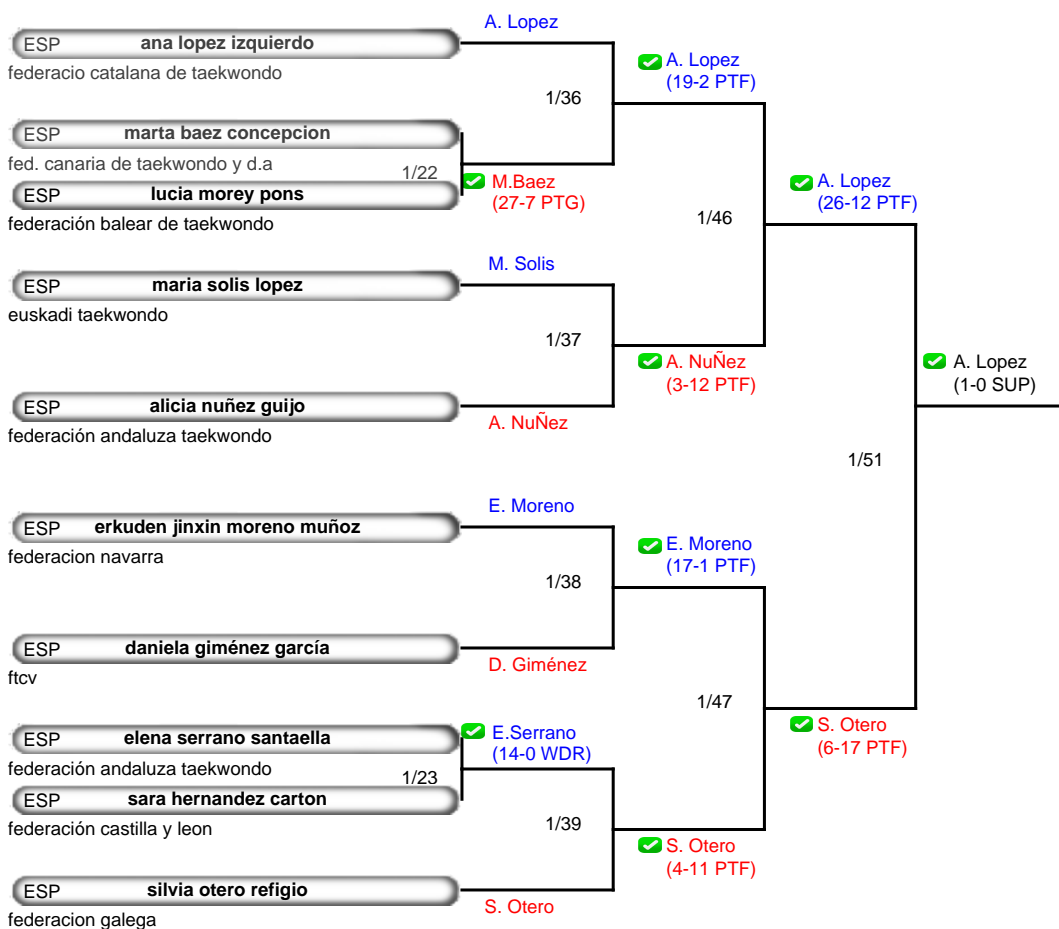 A. Lopez
ESP ana lopez izquierdo
federacio catalana de taekwondo
A. Lopez
(19-2 PTF)
1/36
ESP marta baez concepcion
fed. canaria de taekwondo y d.a
1/22
M.Baez
(27-7 PTG)
ESP lucia morey pons
federación balear de taekwondo
A. Lopez
(26-12 PTF)
1/46
M. Solis
ESP maria solis lopez
euskadi taekwondo
1/37
A. NuÑez
(3-12 PTF)
A. Lopez
(1-0 SUP)
ESP alicia nuñez guijo
A. NuÑez
federación andaluza taekwondo
1/51
E. Moreno
ESP erkuden jinxin moreno muñoz
federacion navarra
E. Moreno
(17-1 PTF)
1/38
ESP daniela giménez garcía
D. Giménez
ftcv
1/47
S. Otero
(6-17 PTF)
ESP elena serrano santaella
E.Serrano
(14-0 WDR)
federación andaluza taekwondo
1/23
ESP sara hernandez carton
federación castilla y leon
1/39
S. Otero
(4-11 PTF)
ESP silvia otero refigio
S. Otero
federacion galega